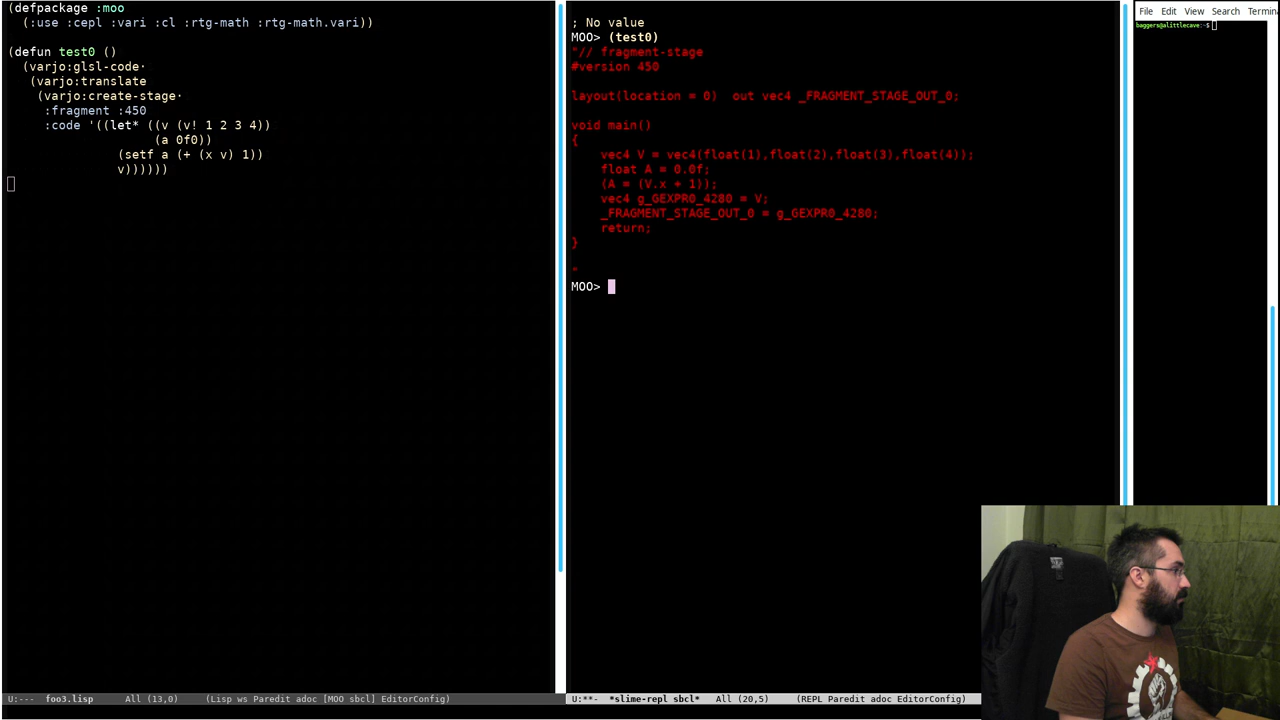 (defpackage :moo
(:use :cepl :vari :cl :rtg-math :rtg-math.vari))
(defun test0 ()
(varjo:glsl-code·
(varjo:translate
(varjo:create-stage·
:fragment :450
:code '((let* ((v (v! 1 2 3 4))
(a 0f0))
(setf a (+ (x v) 1))
v))))))
U:--- foo3.lisp All (13,0) (Lisp ws Paredit adoc [MOO sbcl] EditorConfig)
; No value
MOO> (test0)
"// fragment-stage
#version 450
layout(location = 0)  out vec4 _FRAGMENT_STAGE_OUT_0;
void main()
{
vec4 V = vec4(float(1),float(2),float(3),float(4));
float A = 0.0f;
(A = (V.x + 1));
vec4 g_GEXPR0_4280 = V;
_FRAGMENT_STAGE_OUT_0 = g_GEXPR0_4280;
return;
}
"
MOO>
U:**- *slime-repl sbcl* All (20,5) (REPL Paredit adoc EditorConfig)
File Edit View Search Termin
baggers@alittlecave:~$